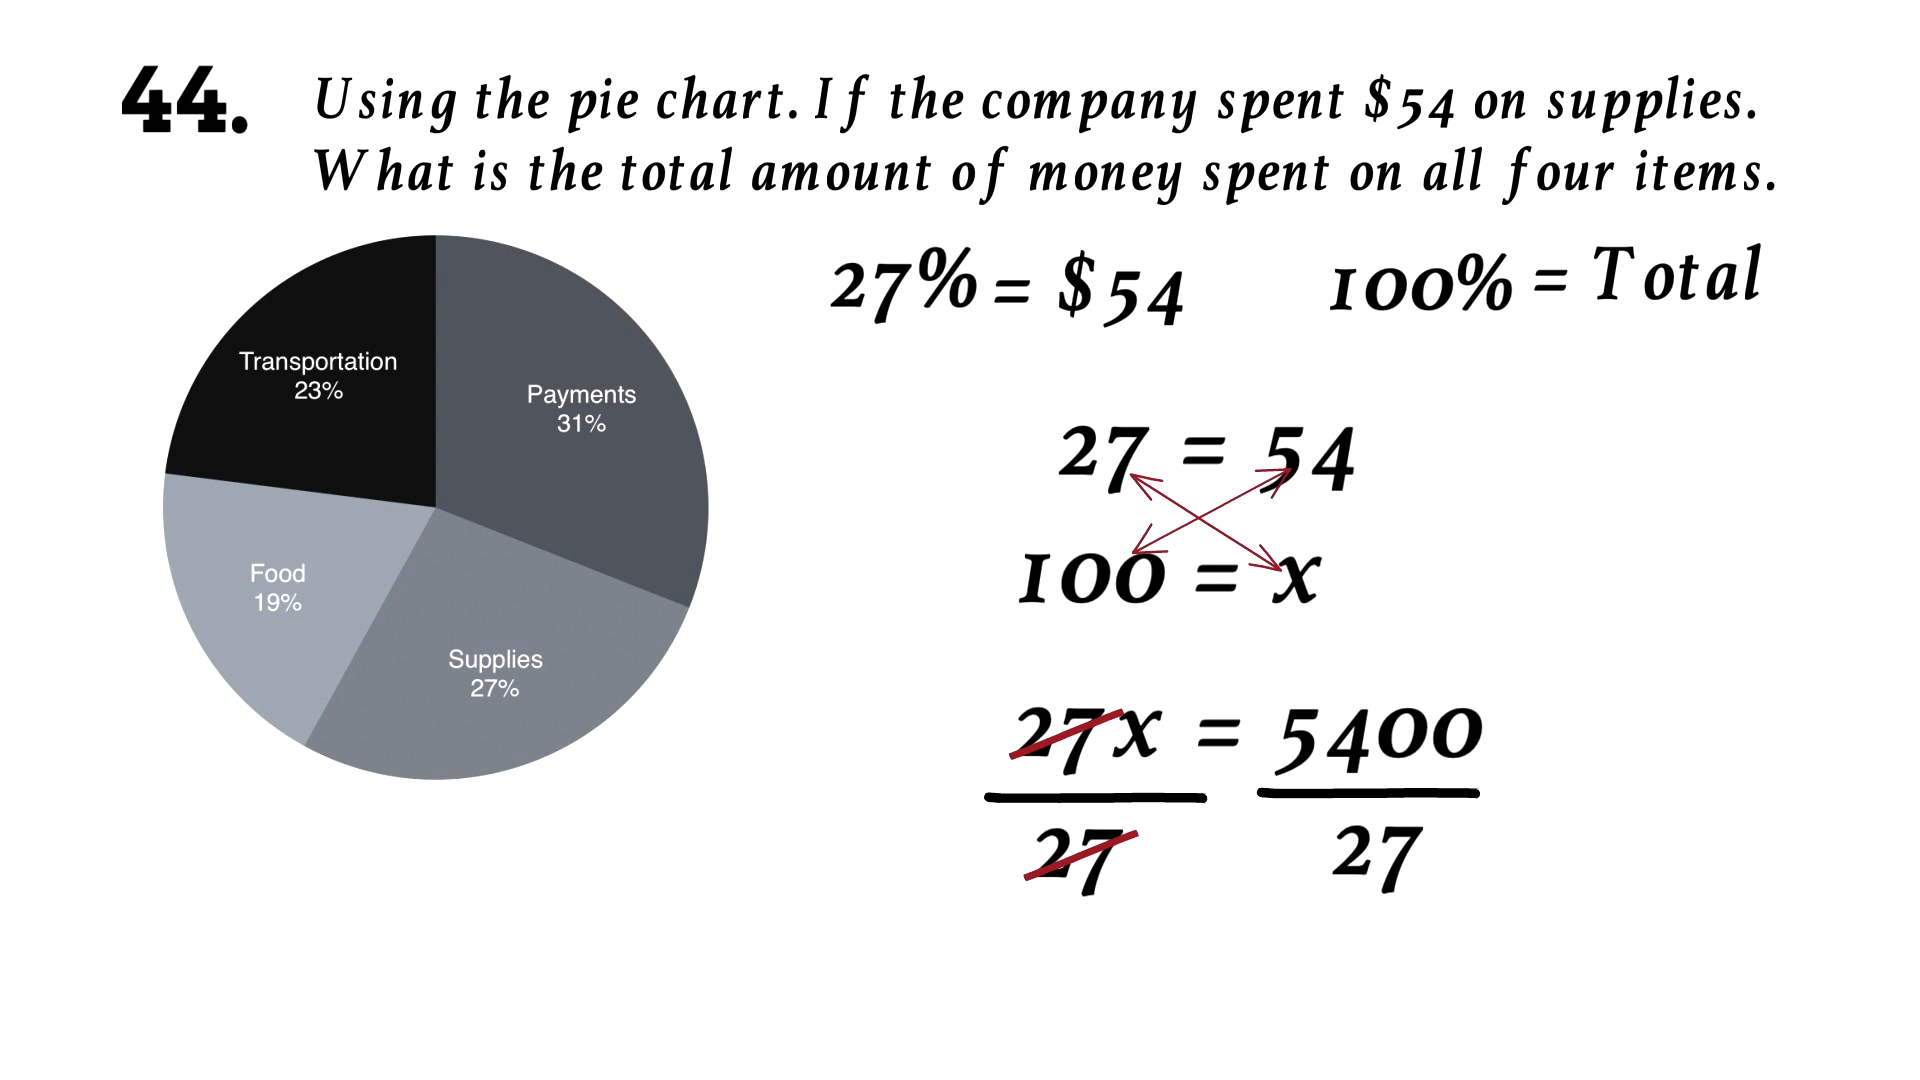 44. Using the pie chart. If the company spent $54 on supplies.
What is the total amount of money spent on all four items.
27% = $54
100% = Total
Transportation
23%
Payments
31%
Food
19%
Supplies
27%
27 = 54
100 = x
27x = 5400
27 27